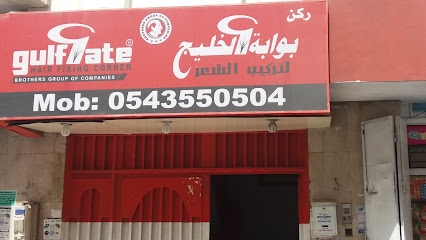 ركن
بوابة الخليج
لتركيب الشعر
gulfgate®
HAIR FIXING CORNER
BROTHERS GROUP OF COMPANIES
Mob: 0543550504